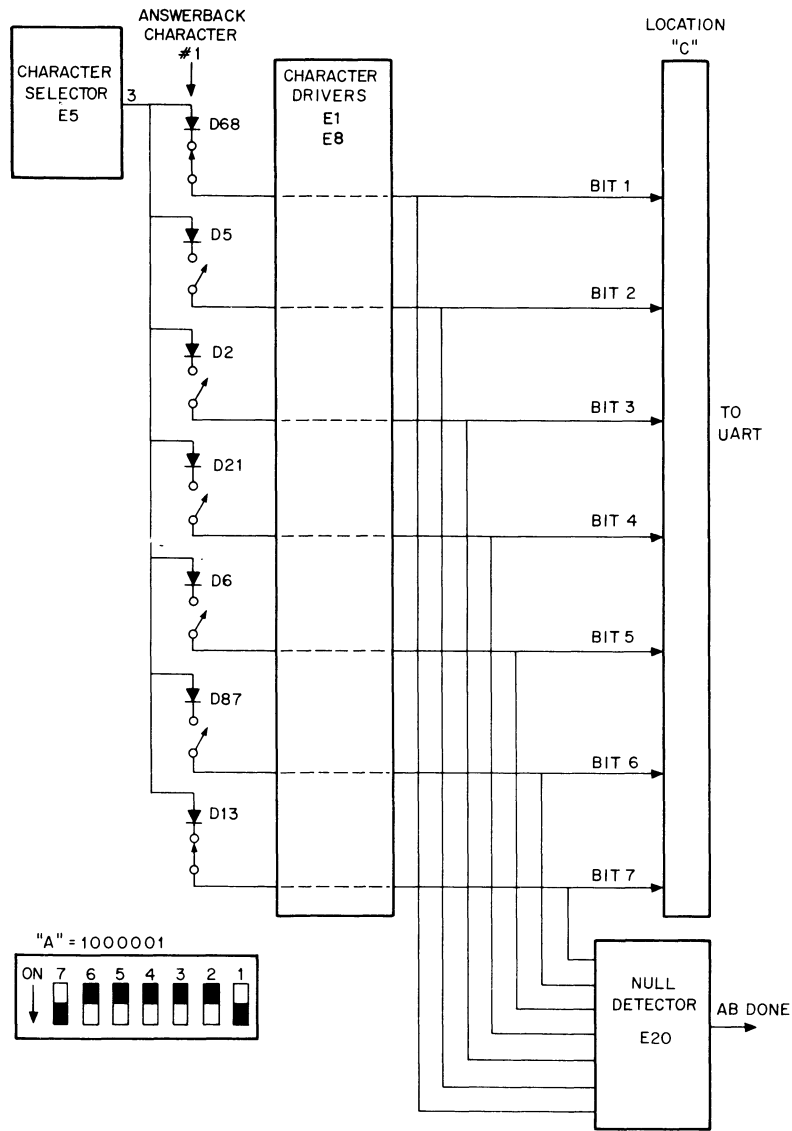 ANSWERBACK
CHARACTER
#1
LOCATION
"C"
CHARACTER
SELECTOR
E5
3
CHARACTER
DRIVERS
E1
E8
D68
BIT 1
D5
BIT 2
D2
BIT 3
TO
UART
D21
BIT 4
D6
BIT 5
D87
BIT 6
D13
BIT 7
"A" = 1000001
ON 7 6 5 4 3 2 1
NULL
DETECTOR
E20
AB DONE